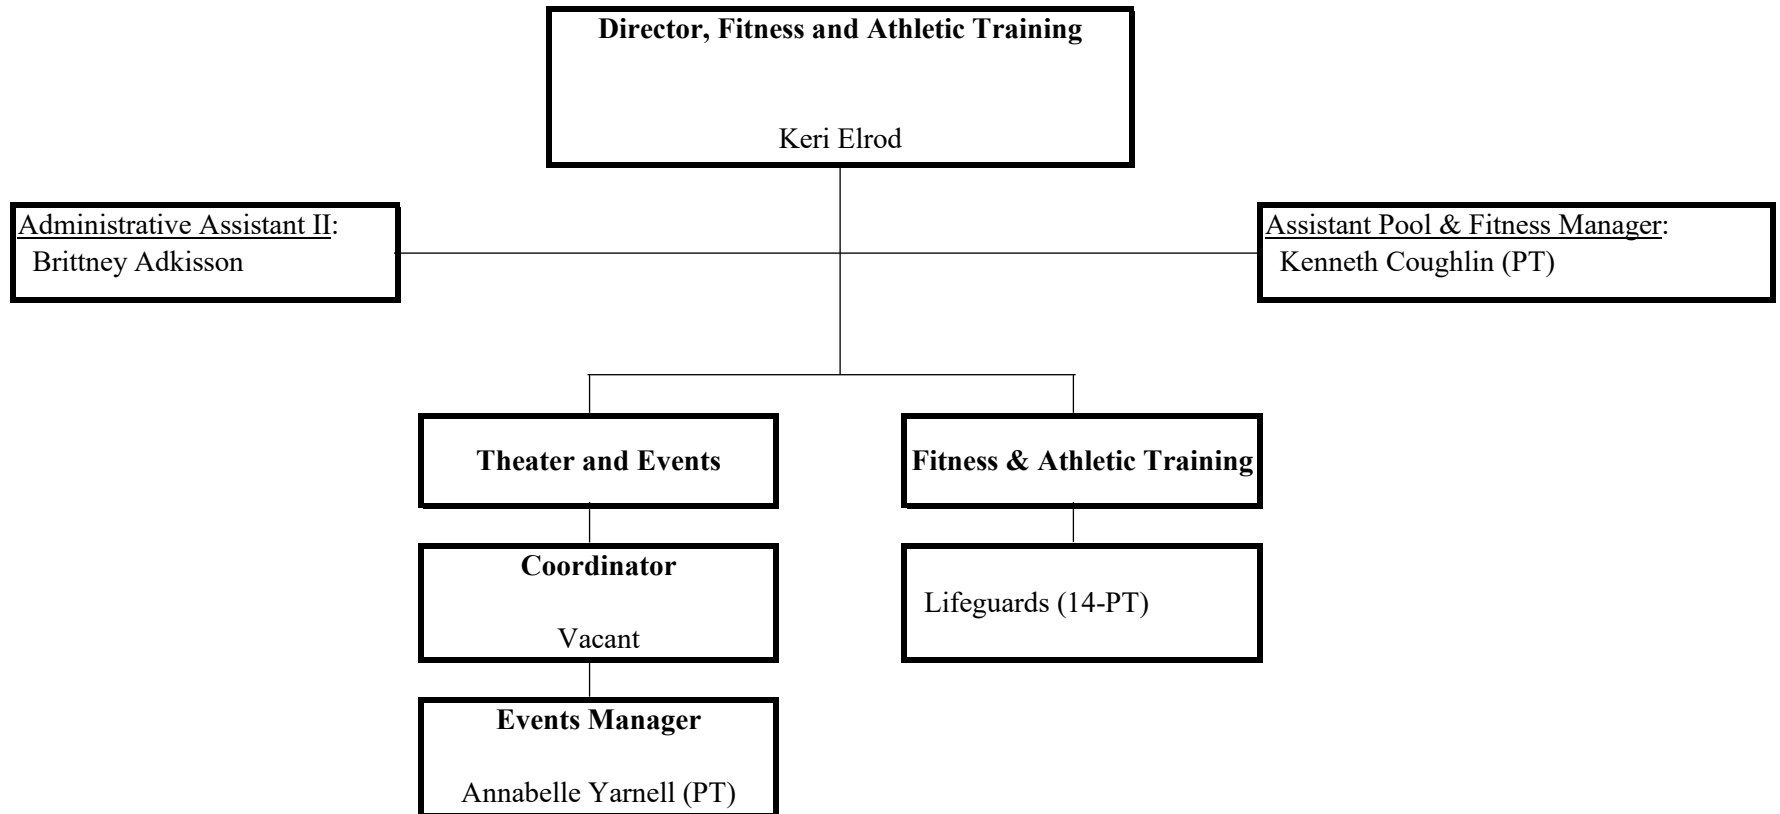 Director, Fitness and Athletic Training
Keri Elrod
Administrative Assistant II:
Brittney Adkisson
Assistant Pool & Fitness Manager:
Kenneth Coughlin (PT)
Theater and Events
Fitness & Athletic Training
Coordinator
Vacant
Lifeguards (14-PT)
Events Manager
Annabelle Yarnell (PT)